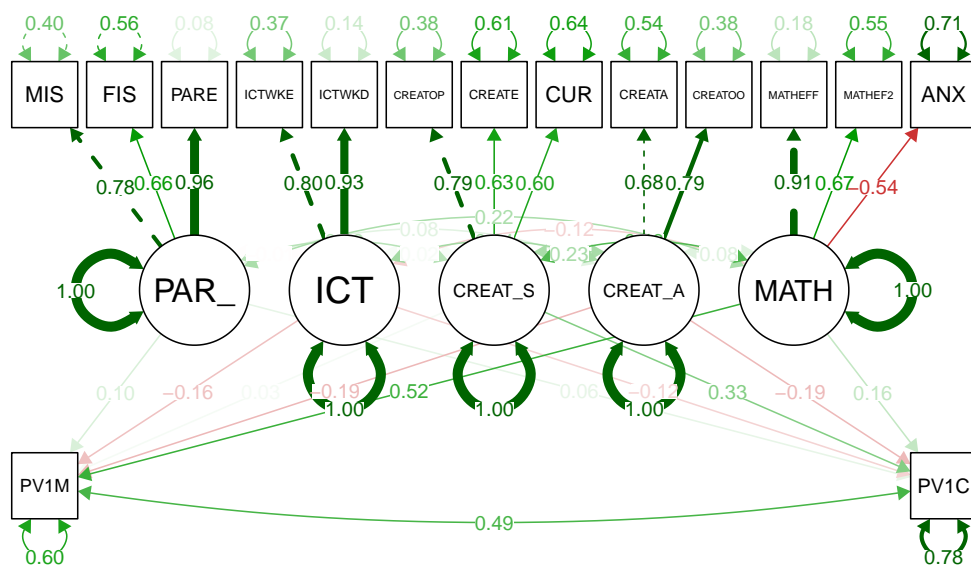 0.40 0.56 0.08 0.37 0.14 0.38 0.61 0.64 0.54 0.38 0.18 0.55 0.71
MIS FIS PARE ICTWKE ICTWKD CREATOP CREATE CUR CREATA CREATOO MATHEFF MATHEF2 ANX
0.78 0.66 0.96 0.80 0.93 0.79 0.63 0.60 0.68 0.79 0.91 0.67 −0.54
0.22
0.08 −0.12
0.02 0.23 0.08
1.00 PAR_ ICT CREAT_S CREAT_A MATH 1.00
0.10 −0.16 0.03 −0.19 0.52 0.06 −0.12 0.33 −0.19 0.16
1.00 1.00 1.00
PV1M PV1C
0.49
0.60 0.78